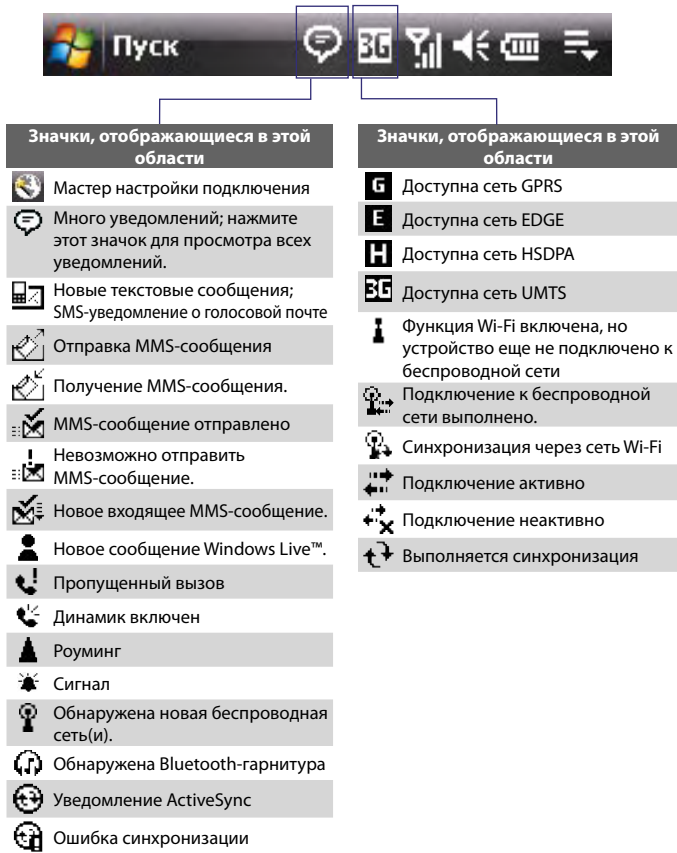 Пуск
3G
Значки, отображающиеся в этой
области
Мастер настройки подключения
Много уведомлений; нажмите
этот значок для просмотра всех
уведомлений.
Новые текстовые сообщения;
SMS-уведомление о голосовой почте
Отправка MMS-сообщения
Получение MMS-сообщения.
MMS-сообщение отправлено
Невозможно отправить
MMS-сообщение.
Новое входящее MMS-сообщение.
Новое сообщение Windows Live™.
Пропущенный вызов
Динамик включен
Роуминг
Сигнал
Обнаружена новая беспроводная
сеть(и).
Обнаружена Bluetooth-гарнитура
Уведомление ActiveSync
Ошибка синхронизации
Значки, отображающиеся в этой
области
G Доступна сеть GPRS
E Доступна сеть EDGE
H Доступна сеть HSDPA
3G Доступна сеть UMTS
Функция Wi-Fi включена, но
устройство еще не подключено к
беспроводной сети
Подключение к беспроводной
сети выполнено.
Синхронизация через сеть Wi-Fi
Подключение активно
Подключение неактивно
Выполняется синхронизация